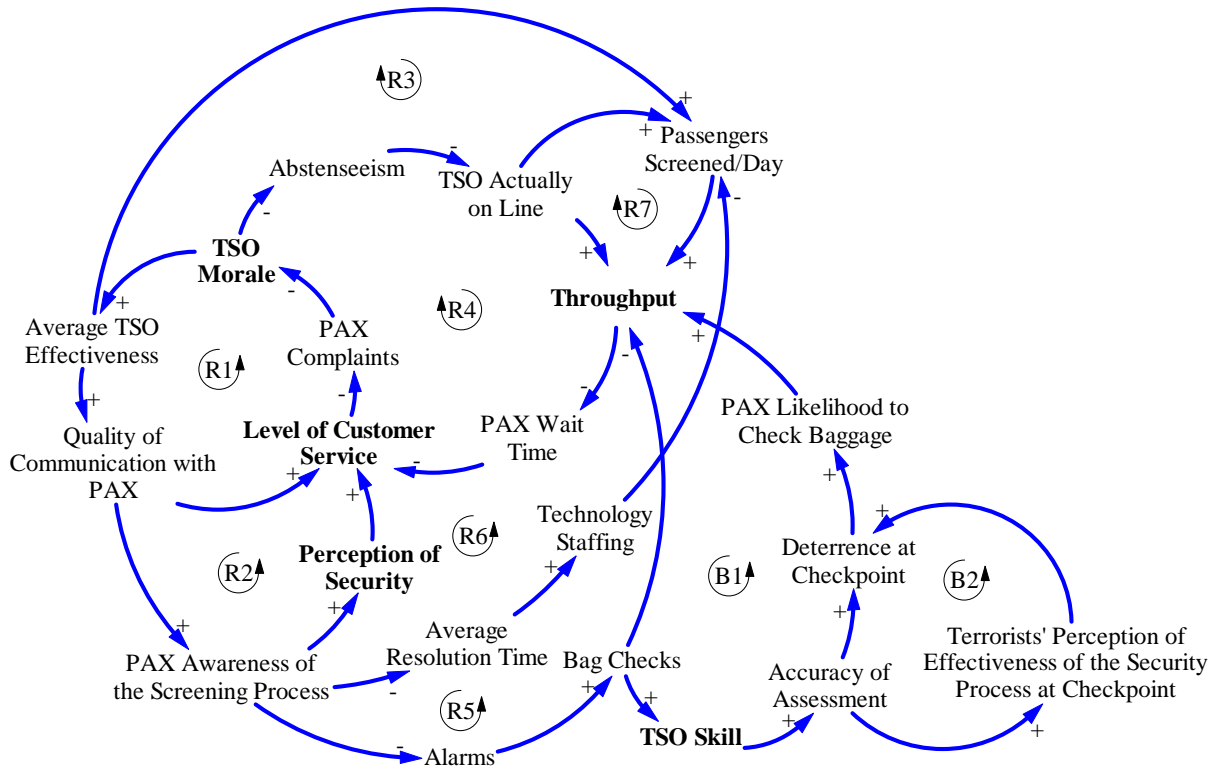 R3
+
+
Passengers
Screened/Day
-
Abstenseeism
-
TSO Actually
on Line
-
R7
TSO
Morale
-
+
+
+
Throughput
R4
Average TSO
Effectiveness
PAX
Complaints
R1
+
-
-
-
+
PAX Likelihood to
Check Baggage
Quality of
Communication with
PAX
Level of Customer
Service
-
PAX Wait
Time
+
+
+
+
R6
Technology
Staffing
Deterrence at
Checkpoint
Perception of
Security
R2
B1
B2
+
+
+
+
Average
Resolution Time
Terrorists' Perception of
Effectiveness of the Security
Process at Checkpoint
PAX Awareness of
the Screening Process
Bag Checks
Accuracy of
Assessment
-
+
+
R5
+
+
-
TSO Skill
Alarms